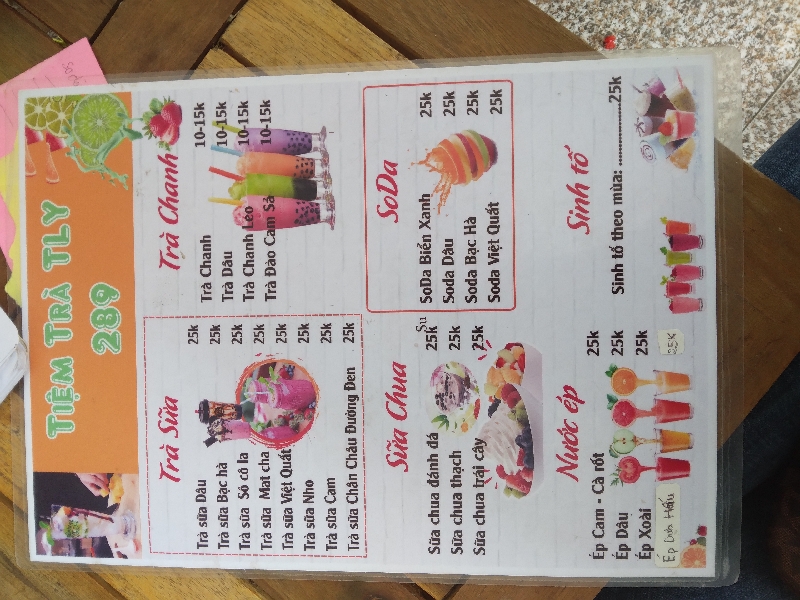 TIỆM TRÀ TLY
289
Trà Sữa
Trà sữa Dâu 25k
Trà sữa Bạc hà 25k
Trà sữa Sô cô la 25k
Trà sữa Mat cha 25k
Trà sữa Việt Quất 25k
Trà sữa Nho 25k
Trà sữa Cam 25k
Trà sữa Chân Châu Đường Đen 25k
Trà Chanh
Trà Chanh 10-15k
Trà Dâu 10-15k
Trà Chanh Leo 10-15k
Trà Đào Cam Sả 10-15k
Sữa Chua
Sữa chua đánh đá 25k
Sữa chua thạch 25k
Sữa chua trái cây 25k
Su
SoDa
SoDa Biển Xanh 25k
Soda Dâu 25k
Soda Bạc Hà 25k
Soda Việt Quất 25k
Nước ép
Ép Cam - Cà rốt 25k
Ép Dâu 25k
Ép Xoài 25k
Ép Dưa Hấu 25K
Sinh tố
Sinh tố theo mùa: .................25k